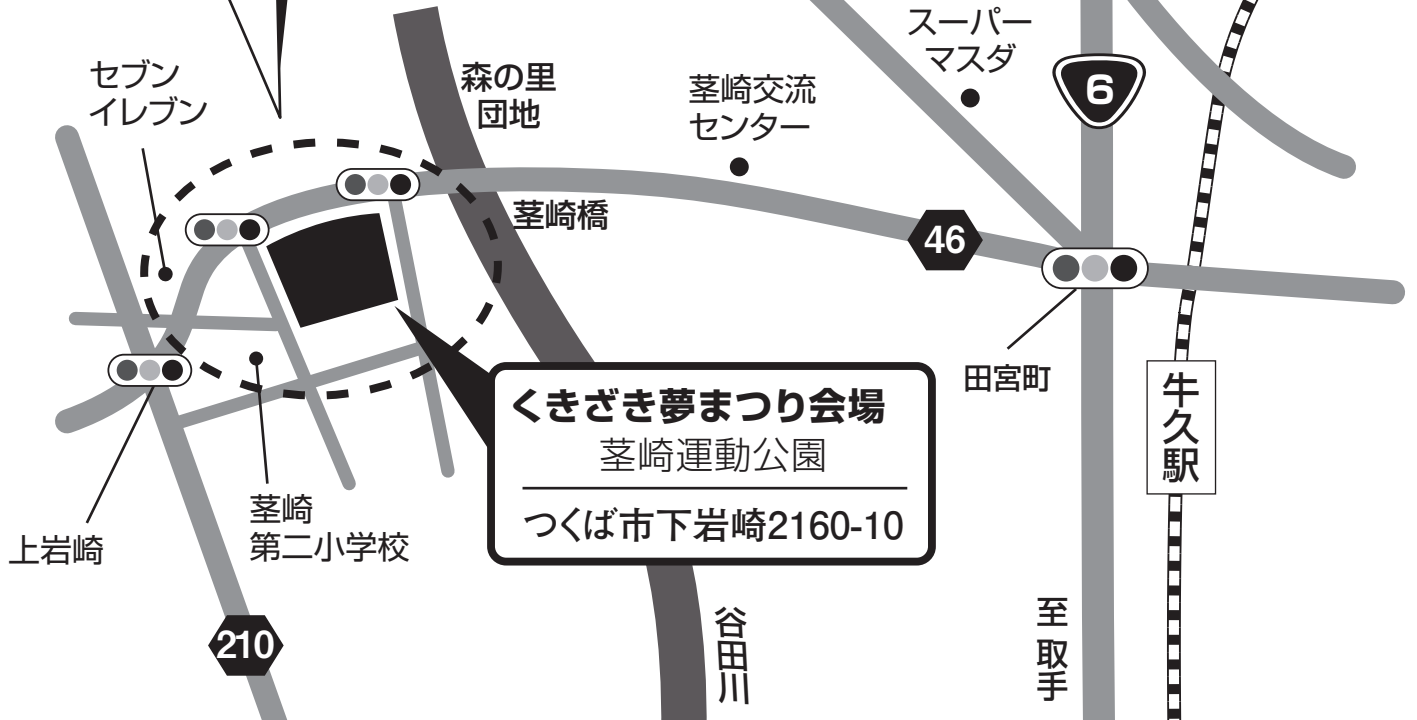 スーパー
マスダ
セブン
イレブン
森の里
団地
茎崎交流
センター
6
茎崎橋
46
田宮町
牛久駅
くきざき夢まつり会場
茎崎運動公園
つくば市下岩崎2160-10
茎崎
第二小学校
上岩崎
210
谷田川
至 取手